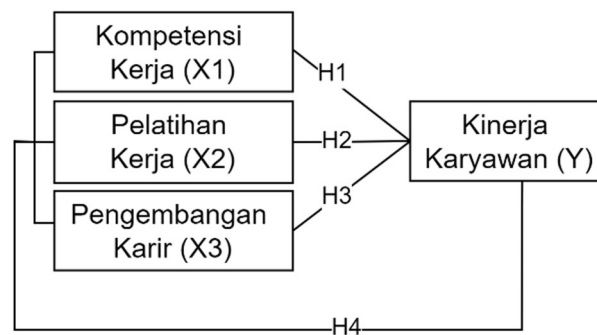 Kompetensi
Kerja (X1)
H1
Pelatihan
Kerja (X2)
H2
Kinerja
Karyawan (Y)
H3
Pengembangan
Karir (X3)
H4